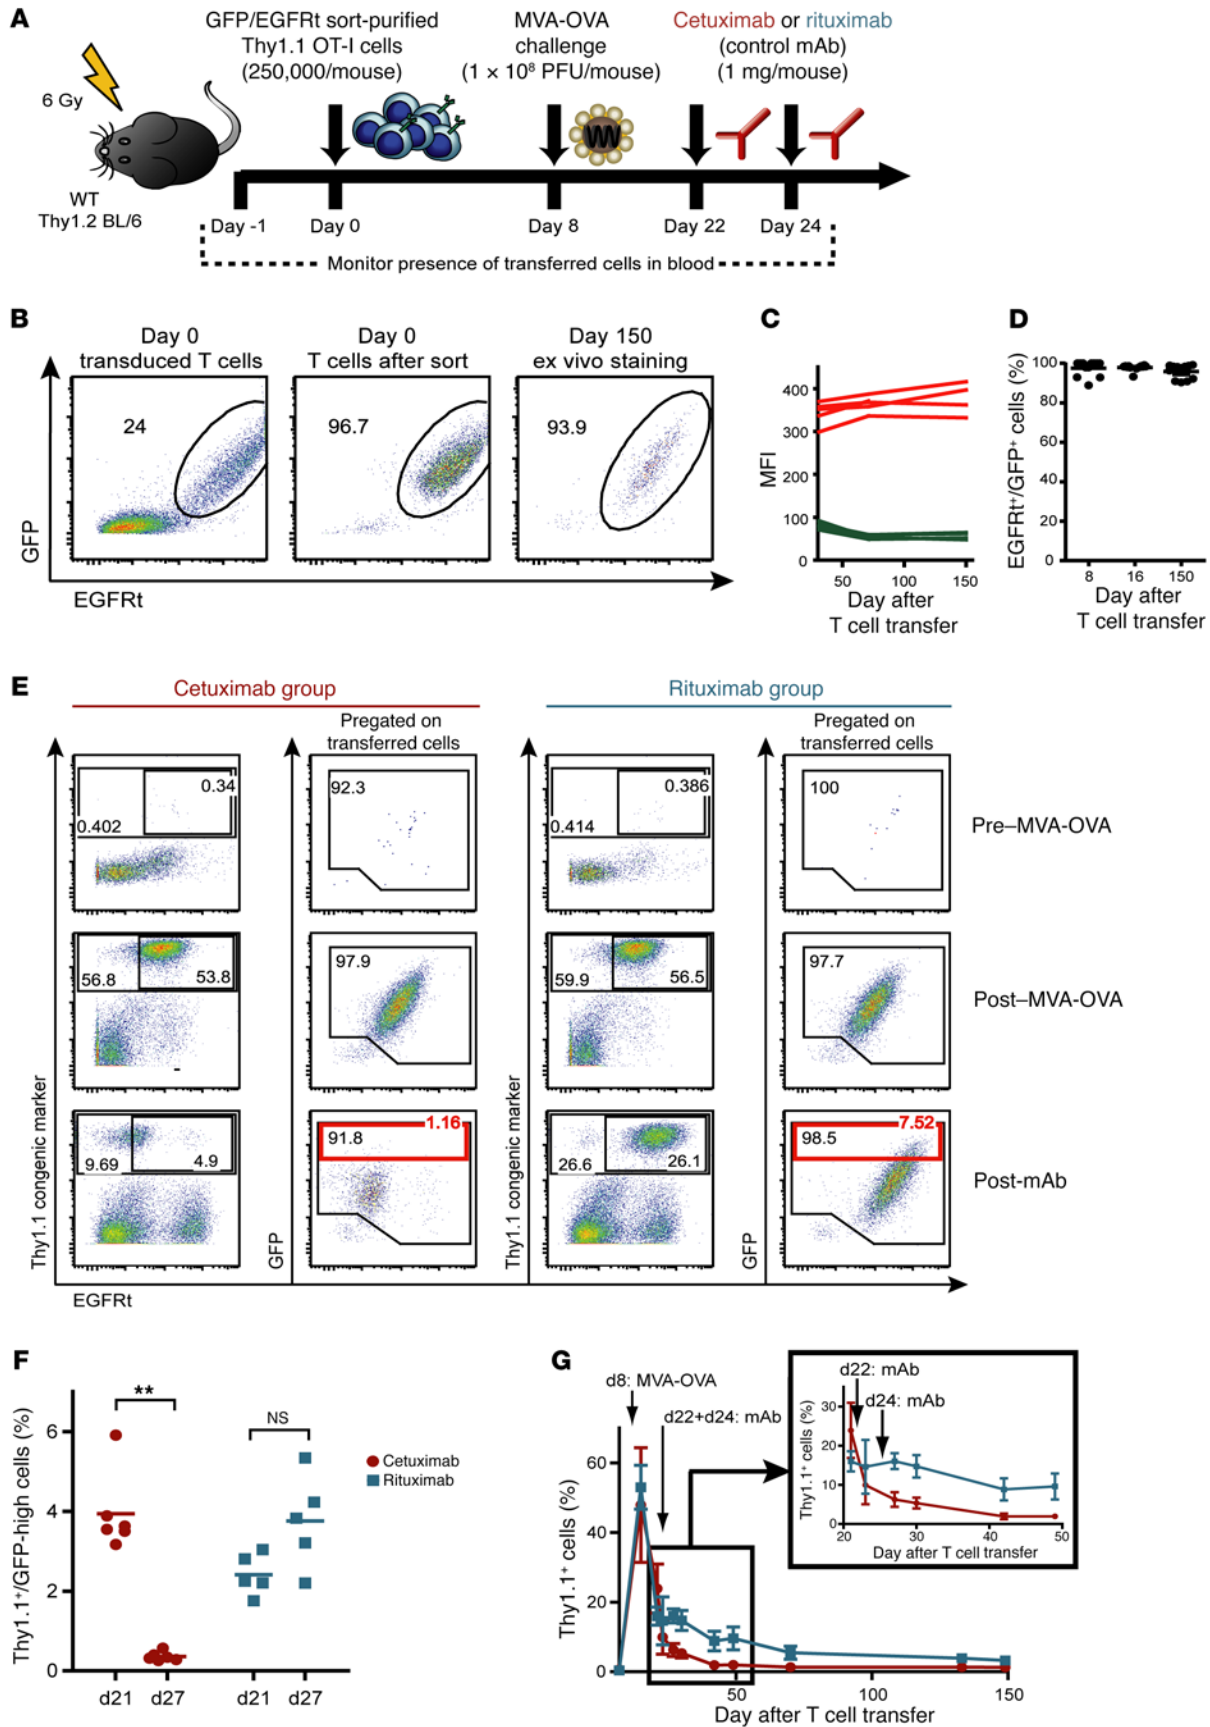 A
GFP/EGFRt sort-purified
Thy1.1 OT-I cells
(250,000/mouse)
MVA-OVA
challenge
(1 × 10⁸ PFU/mouse)
Cetuximab or rituximab
(control mAb)
(1 mg/mouse)
6 Gy
WT
Thy1.2 BL/6
Day -1
Day 0
Day 8
Day 22
Day 24
Monitor presence of transferred cells in blood
B
Day 0
transduced T cells
Day 0
T cells after sort
Day 150
ex vivo staining
24
96.7
93.9
GFP
EGFRt
C
MFI
400
300
200
100
0
50
100
150
Day after
T cell transfer
D
EGFRt⁺/GFP⁺ cells (%)
100
80
60
40
20
0
8
16
150
Day after
T cell transfer
E
Cetuximab group
Rituximab group
Pregated on
transferred cells
Pregated on
transferred cells
0.34
0.402
92.3
0.386
0.414
100
Pre–MVA-OVA
56.8
53.8
97.9
59.9
56.5
97.7
Post–MVA-OVA
9.69
4.9
1.16
91.8
26.6
26.1
7.52
98.5
Post-mAb
Thy1.1 congenic marker
GFP
Thy1.1 congenic marker
GFP
EGFRt
F
Thy1.1⁺/GFP-high cells (%)
6
4
2
0
**
NS
Cetuximab
Rituximab
d21
d27
d21
d27
G
d8: MVA-OVA
d22+d24: mAb
Thy1.1⁺ cells (%)
60
40
20
0
50
100
150
Day after T cell transfer
d22: mAb
d24: mAb
Thy1.1⁺ cells (%)
30
20
10
0
20
30
40
50
Day after T cell transfer